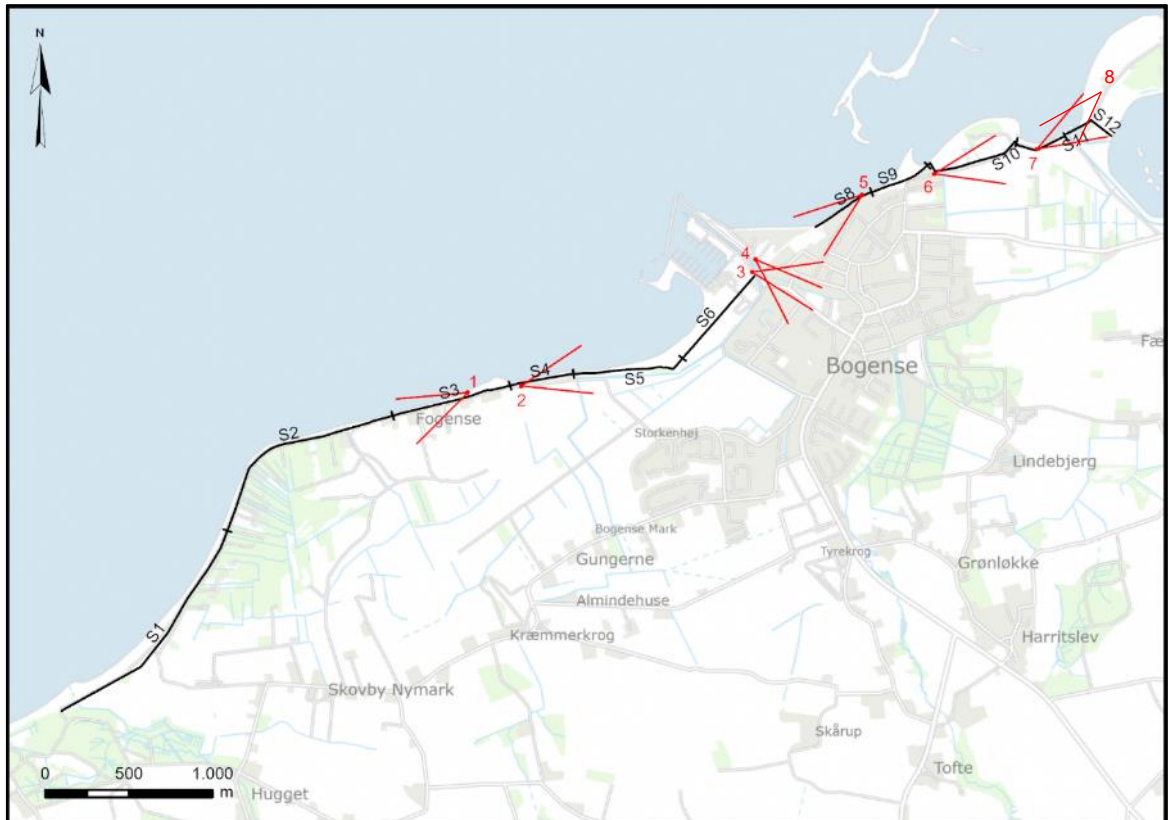 N
8
S12
S11
7
S10
6
S9
5
S8
4
3
S6
Bogense
Fæ
S5
S4
2
1
S3
Fogense
S2
Storkenhøj
Lindebjerg
Bogense Mark
Gungerne
Tyrekrog
Grønløkke
Almindehuse
Kræmmerkrog
Harritslev
S1
Skovby Nymark
Skårup
Tofte
0 500 1.000
m
Hugget